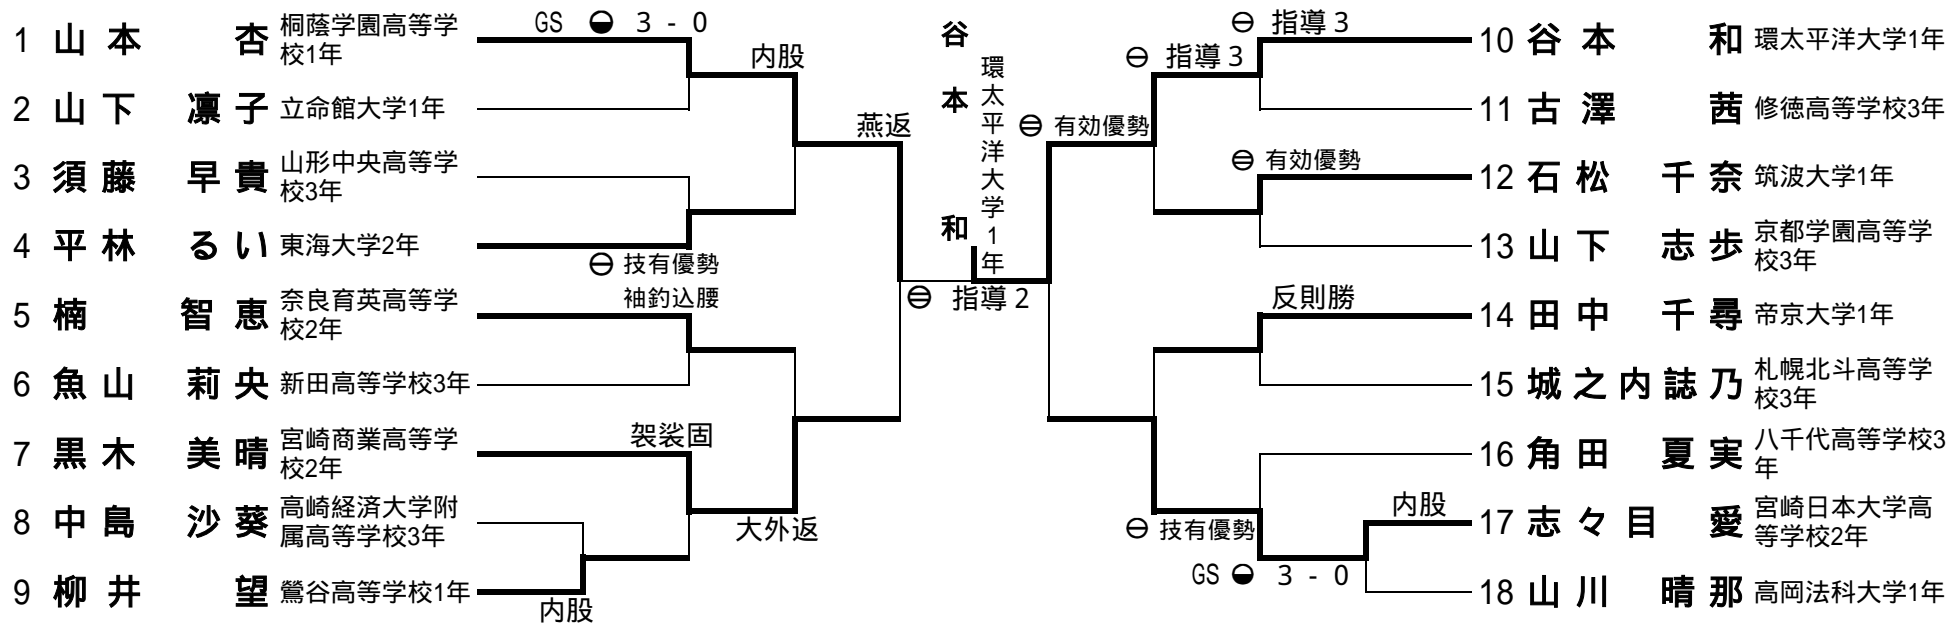 1 山本 杏 桐蔭学園高等学
校1年
2 山下 凛子 立命館大学1年
3 須藤 早貴 山形中央高等学
校3年
4 平林 るい 東海大学2年
5 楠 智恵 奈良育英高等学
校2年
6 魚山 莉央 新田高等学校3年
7 黒木 美晴 宮崎商業高等学
校2年
8 中島 沙葵 高崎経済大学附
属高等学校3年
9 柳井 望 鶯谷高等学校1年
GS 3 - 0
内股
燕返
技有優勢
袖釣込腰
袈裟固
大外返
内股
谷本 和
環太平洋大学1年
指導2
指導3
指導3
有効優勢
有効優勢
反則勝
内股
技有優勢
GS 3 - 0
10 谷本 和 環太平洋大学1年
11 古澤 茜 修徳高等学校3年
12 石松 千奈 筑波大学1年
13 山下 志歩 京都学園高等学
校3年
14 田中 千尋 帝京大学1年
15 城之内誌乃 札幌北斗高等学
校3年
16 角田 夏実 八千代高等学校3
年
17 志々目 愛 宮崎日本大学高
等学校2年
18 山川 晴那 高岡法科大学1年